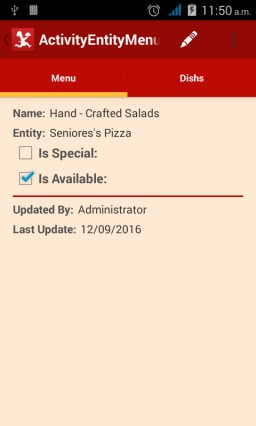 11:50 a.m.
ActivityEntityMenu
Menu Dishs
Name: Hand - Crafted Salads
Entity: Seniores's Pizza
Is Special:
Is Available:
Updated By: Administrator
Last Update: 12/09/2016